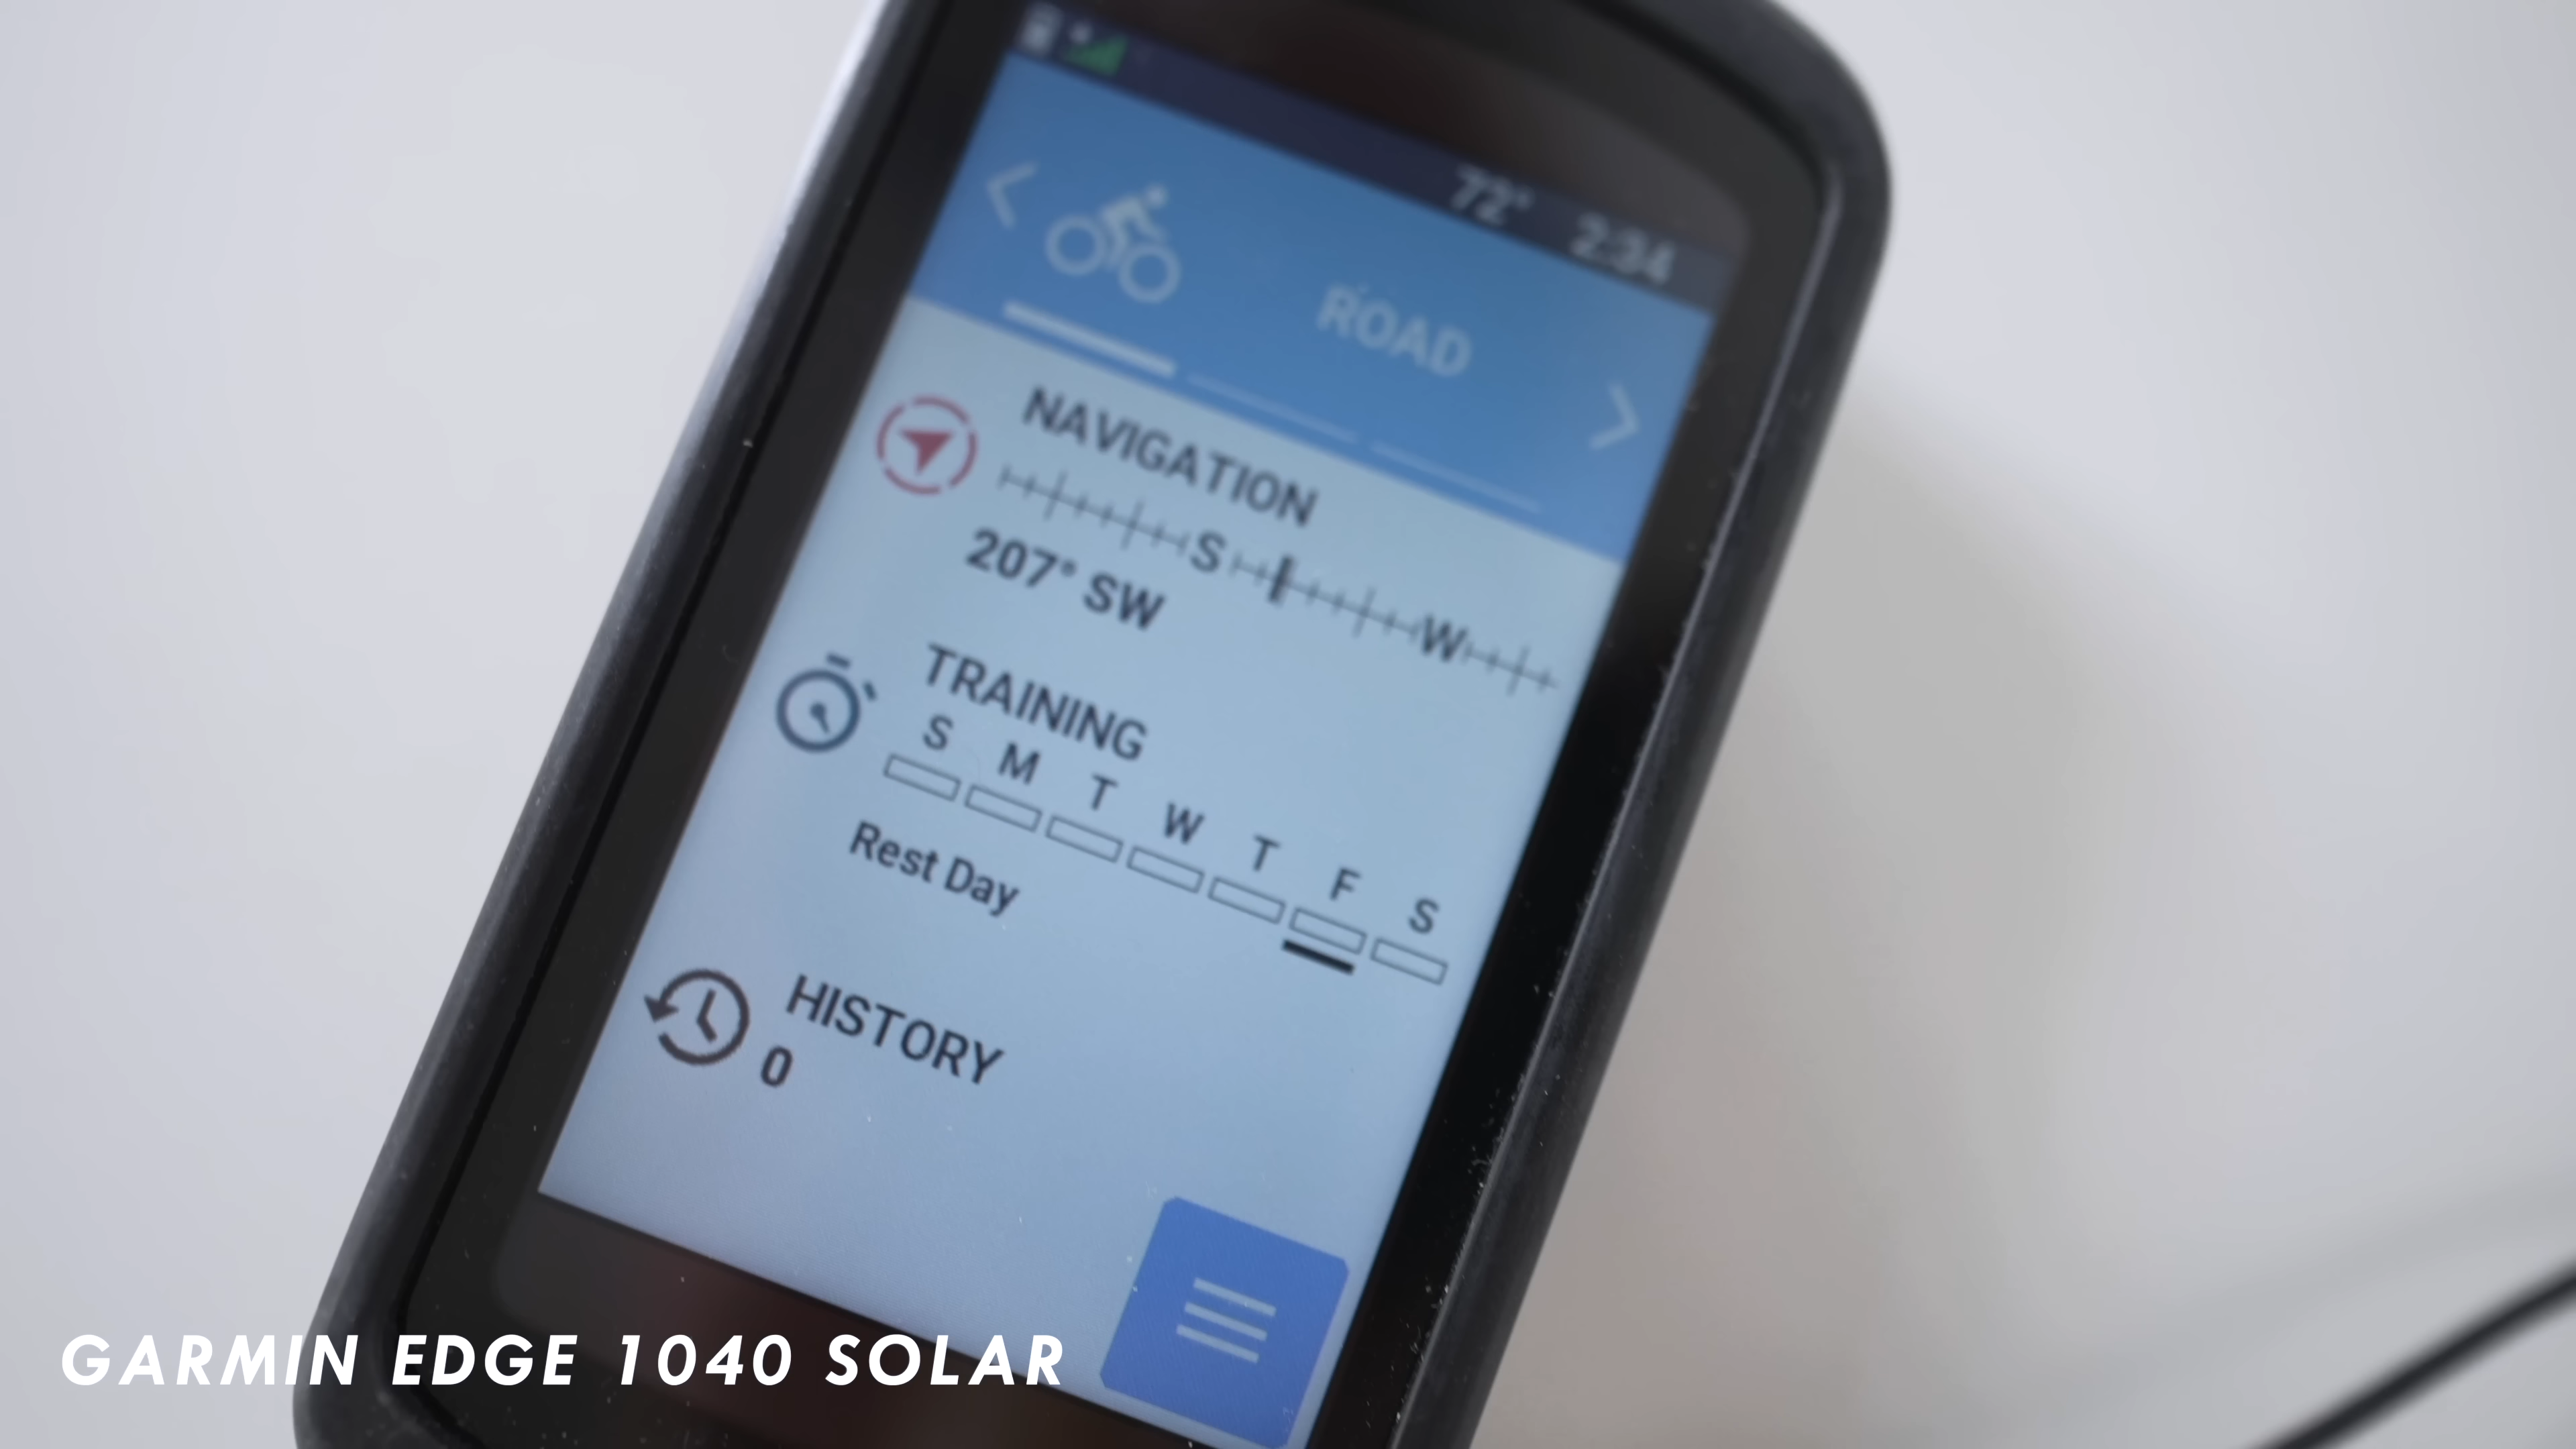 72° 2:34
ROAD
NAVIGATION
S W
207° SW
TRAINING
S M T W T F S
Rest Day
HISTORY
0
GARMIN EDGE 1040 SOLAR